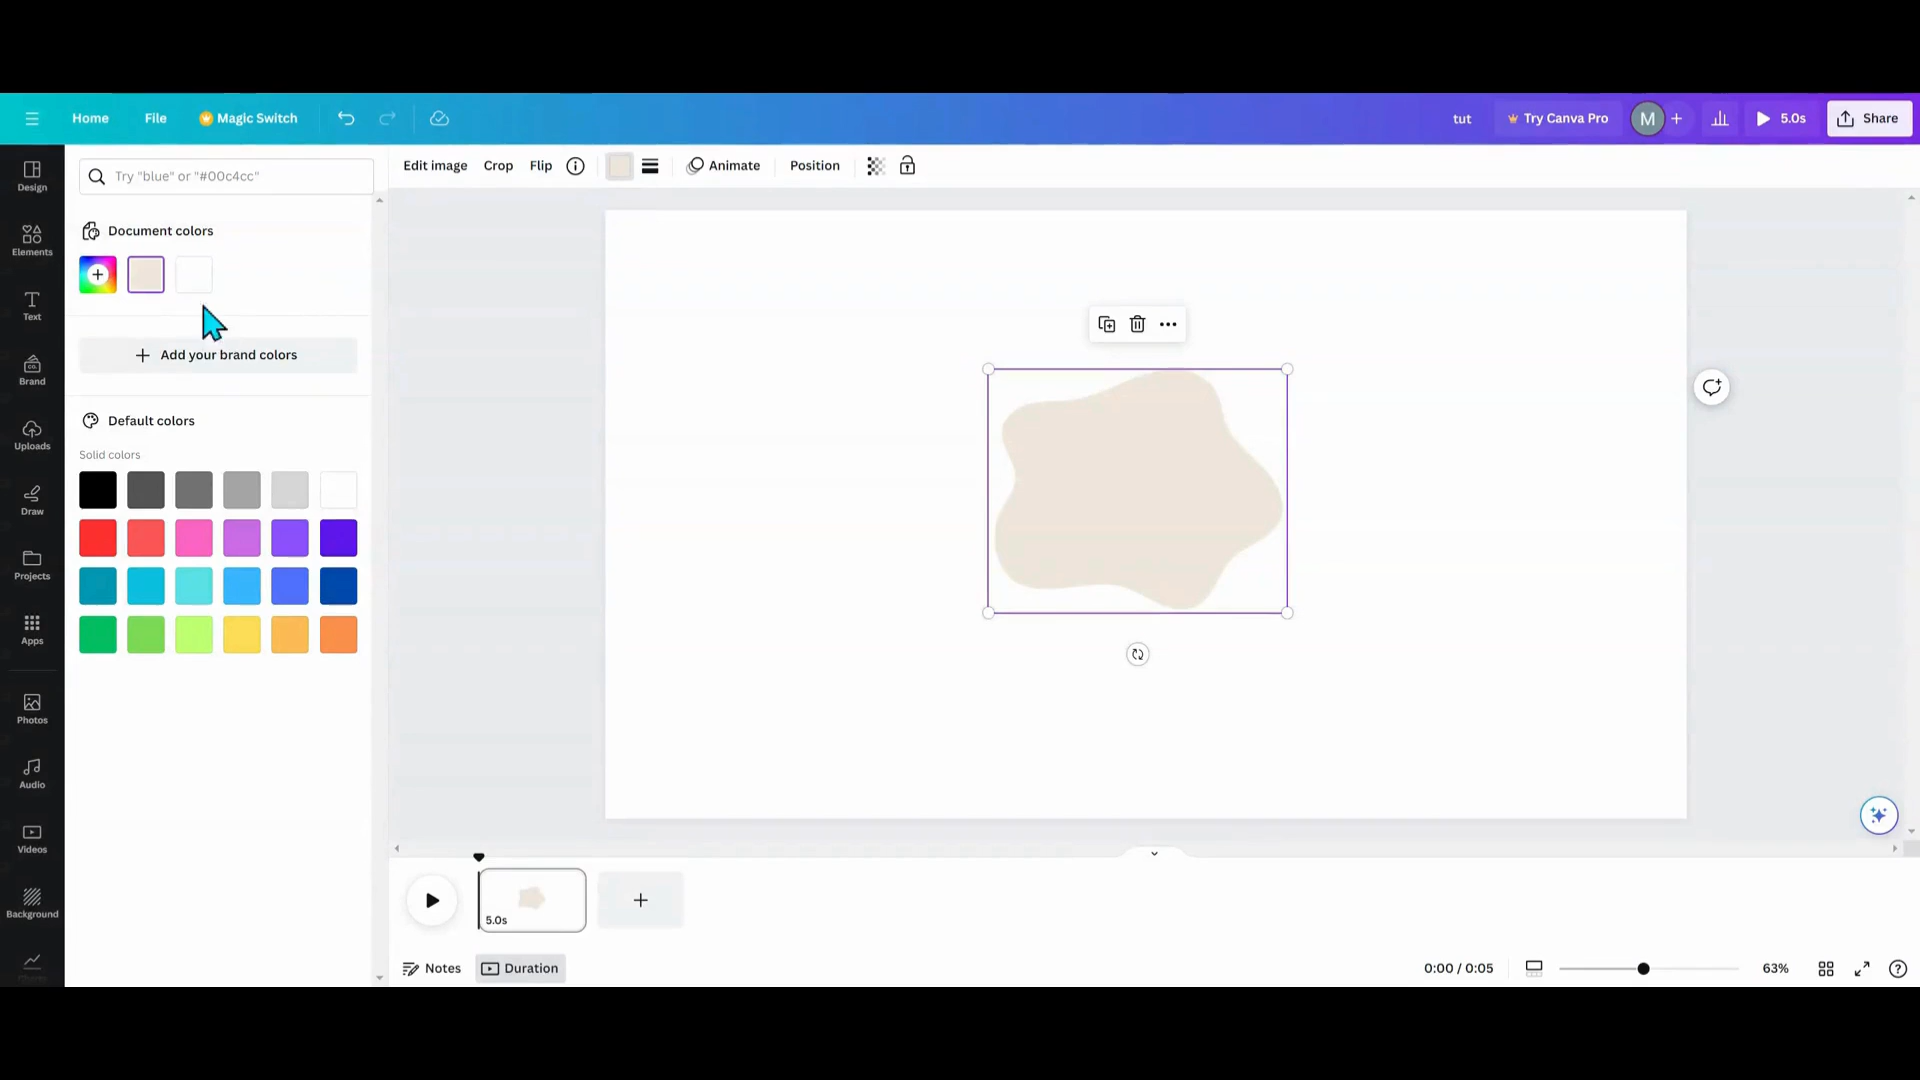 Home
File
Magic Switch
tut
Try Canva Pro
M
5.0s
Share
Design
Elements
Text
Brand
Uploads
Draw
Projects
Apps
Photos
Audio
Videos
Background
Try "blue" or "#00c4cc"
Document colors
Add your brand colors
Default colors
Solid colors
Edit image
Crop
Flip
Animate
Position
5.0s
Notes
Duration
0:00 / 0:05
63%